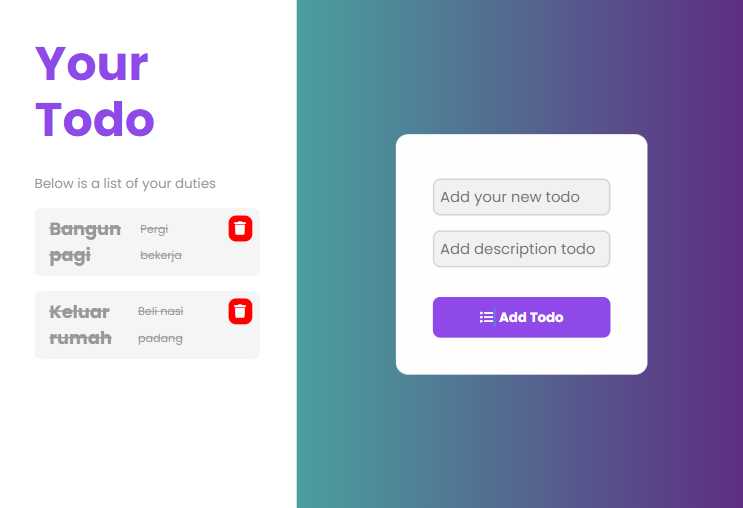 Your
Todo
Below is a list of your duties
Bangun Pergi
pagi bekerja
Keluar Beli nasi
rumah padang
Add your new todo
Add description todo
Add Todo